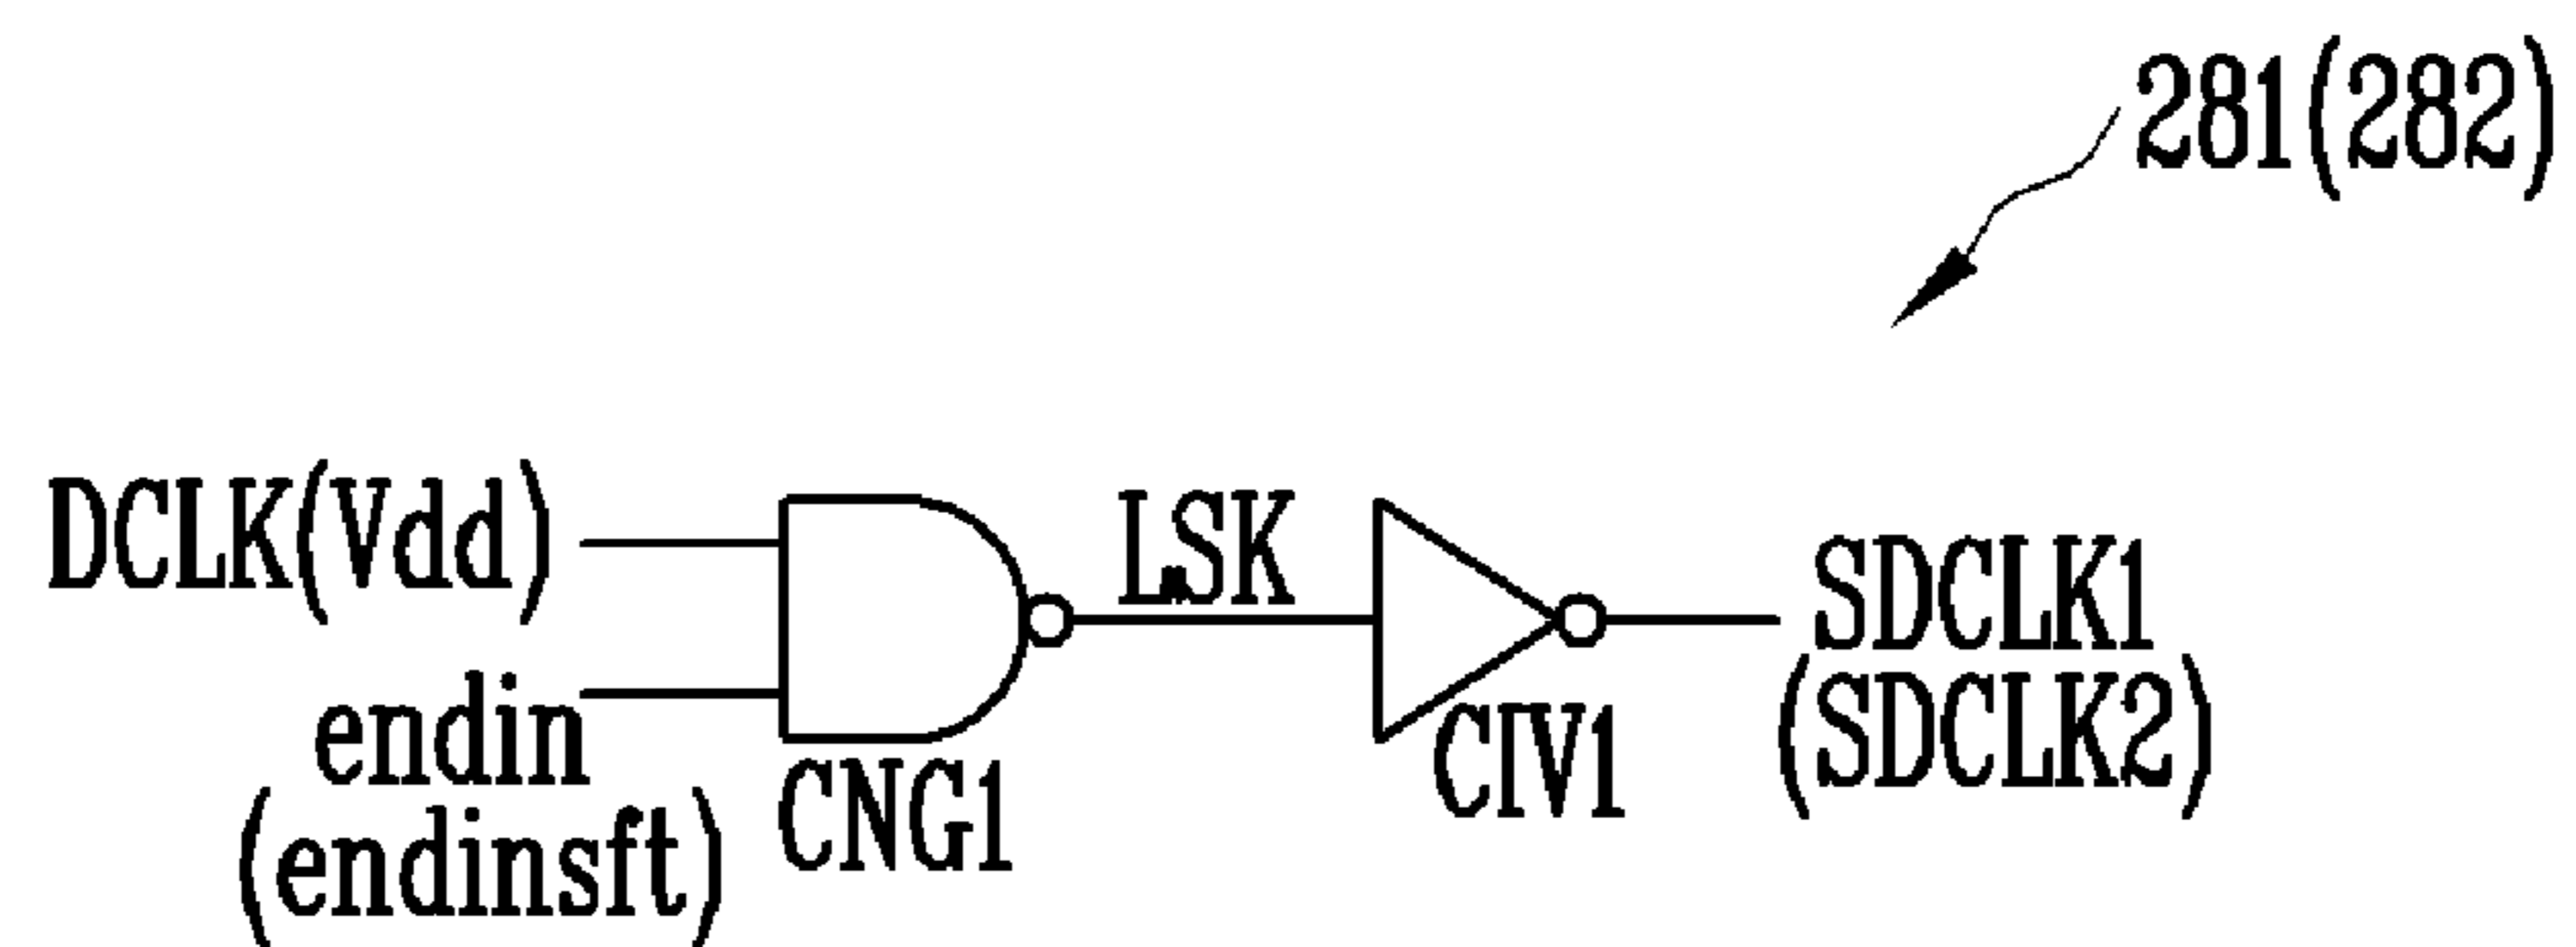 281(282)
DCLK(Vdd)
LSK
SDCLK1
(SDCLK2)
endin
(endinsft)
CNG1
CIV1